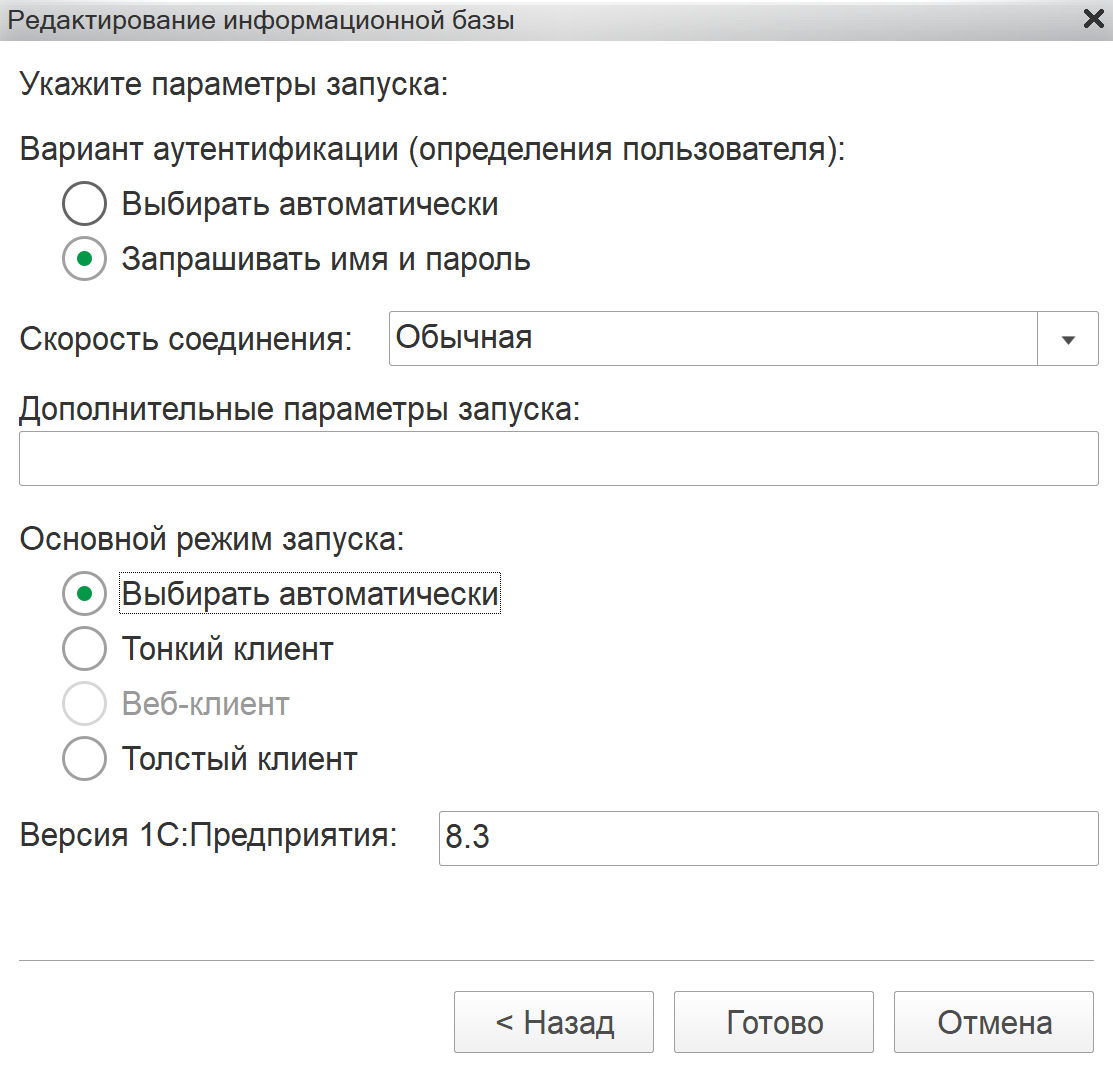 Редактирование информационной базы
Укажите параметры запуска:
Вариант аутентификации (определения пользователя):
Выбирать автоматически
Запрашивать имя и пароль
Скорость соединения: Обычная
Дополнительные параметры запуска:
Основной режим запуска:
Выбирать автоматически
Тонкий клиент
Веб-клиент
Толстый клиент
Версия 1С:Предприятия: 8.3
< Назад Готово Отмена